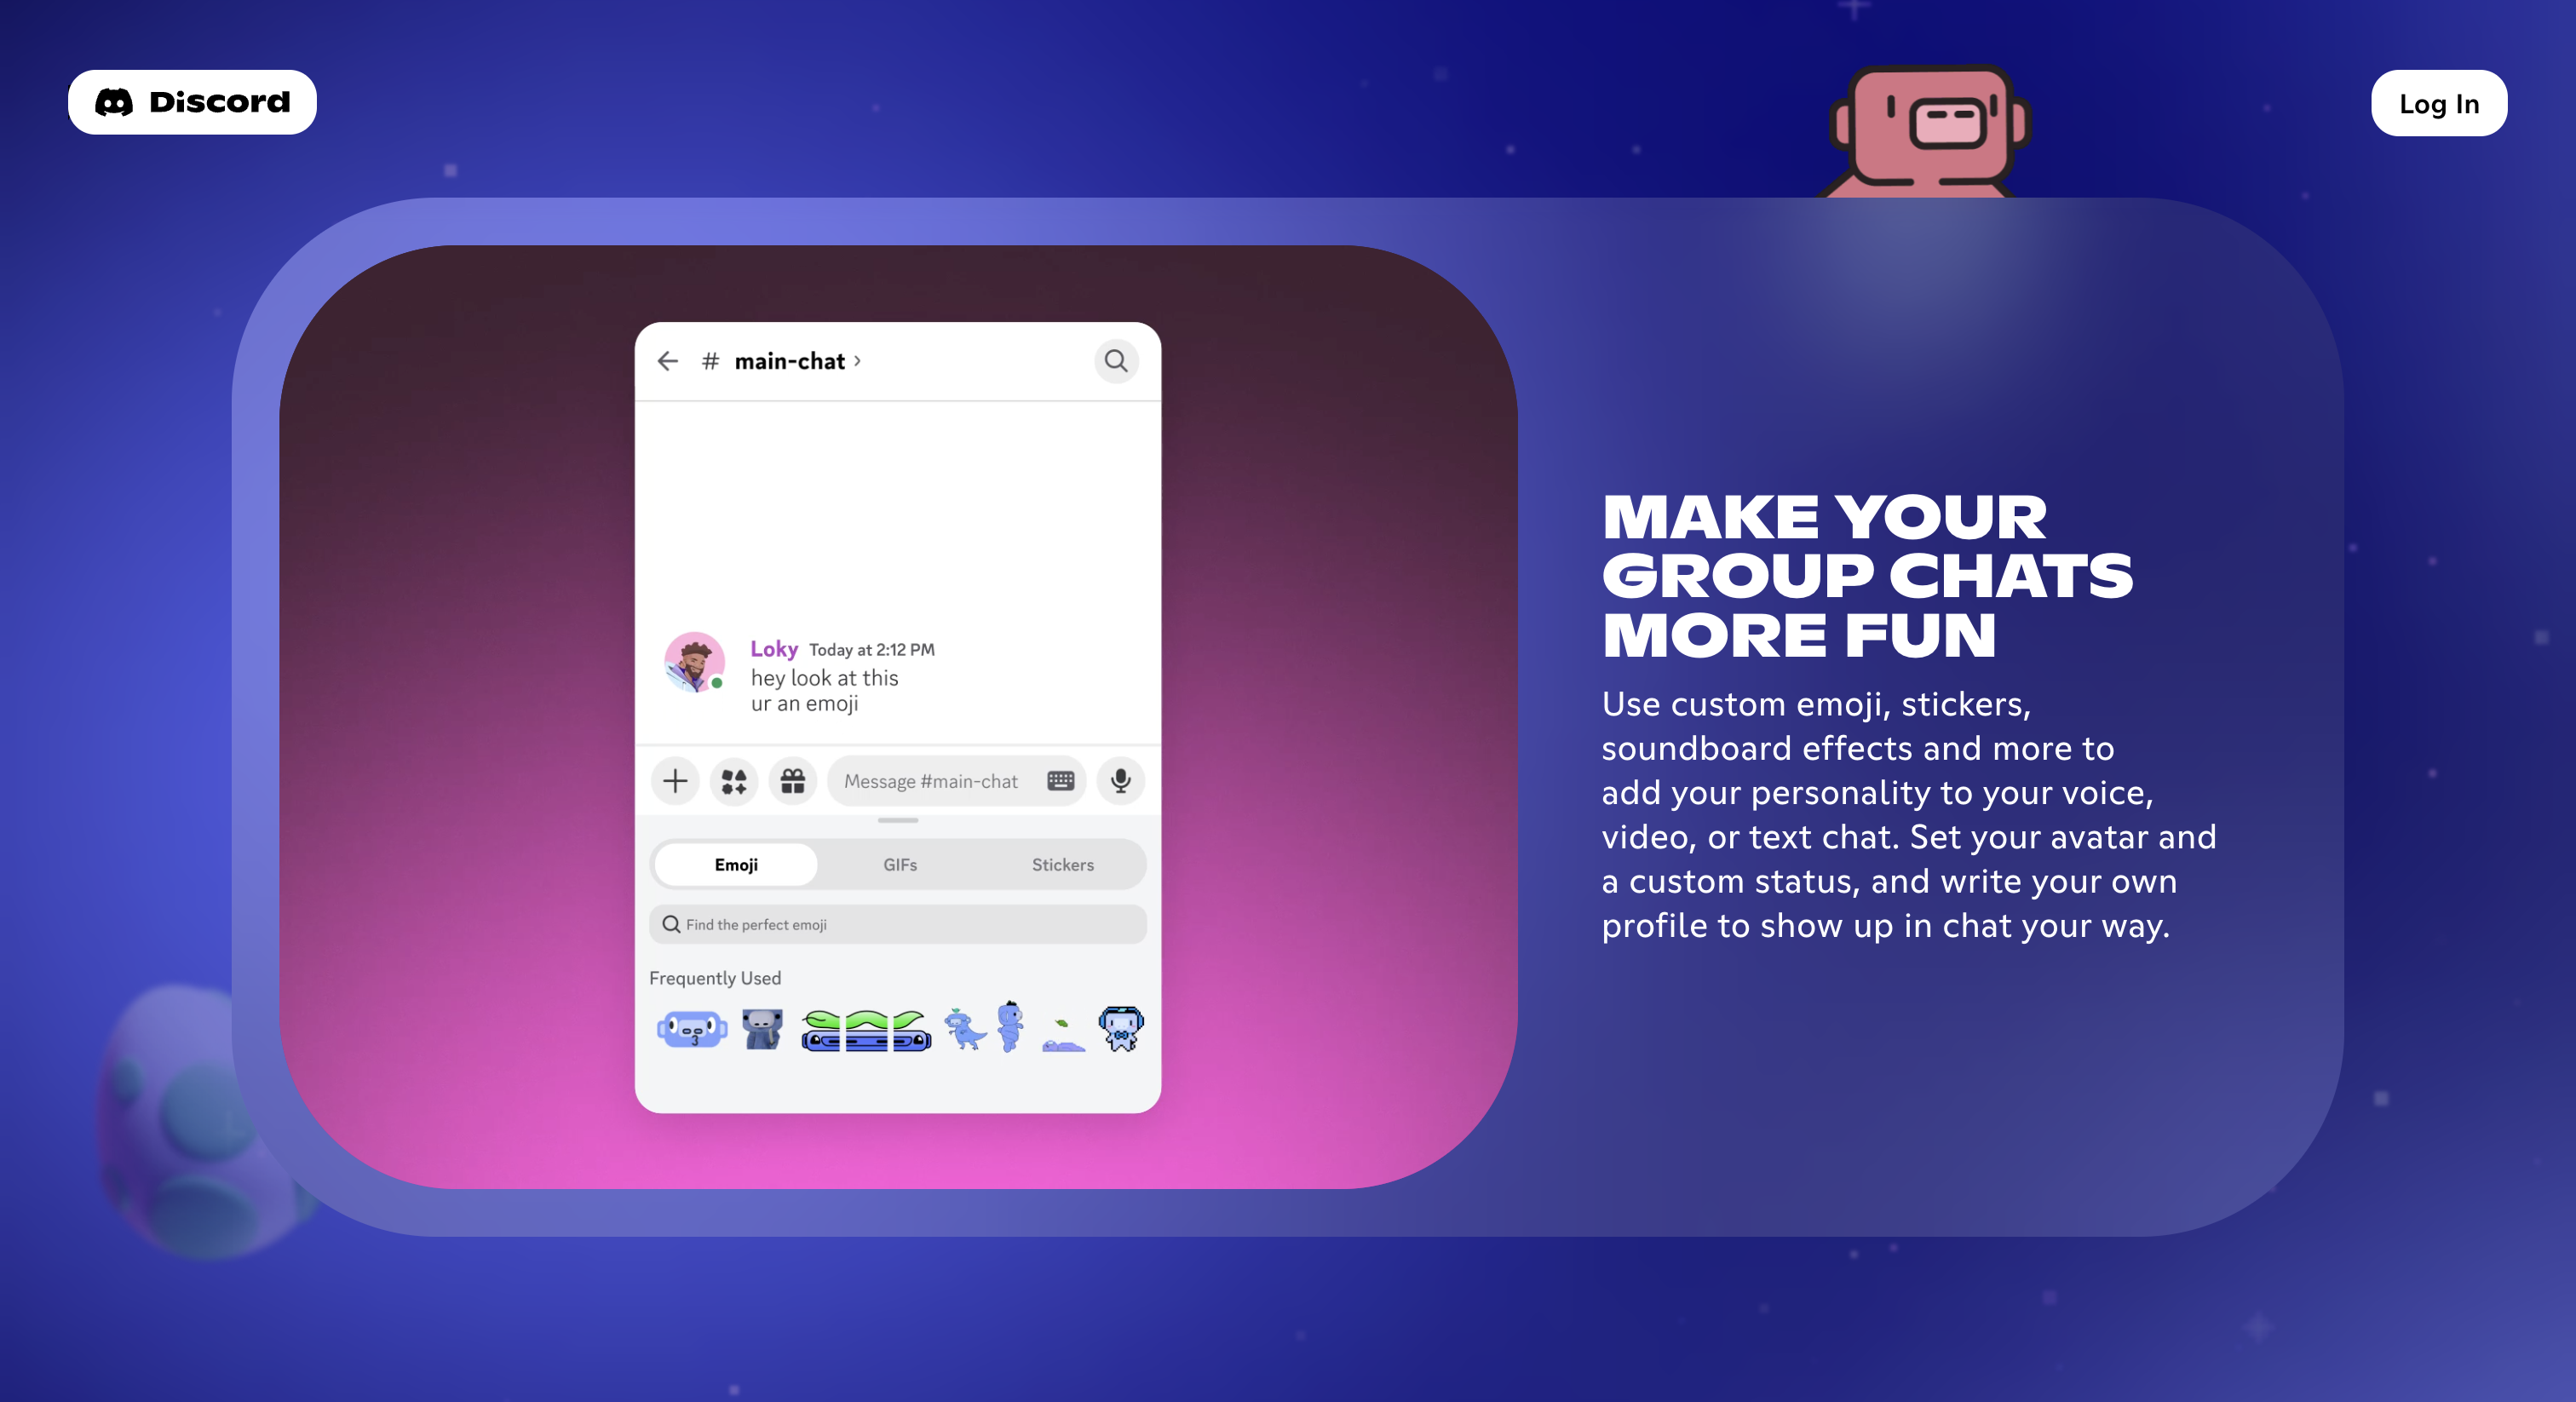 Discord
Log In
# main-chat ›
Loky Today at 2:12 PM
hey look at this
ur an emoji
Message #main-chat
Emoji
GIFs
Stickers
Find the perfect emoji
Frequently Used
MAKE YOUR
GROUP CHATS
MORE FUN
Use custom emoji, stickers,
soundboard effects and more to
add your personality to your voice,
video, or text chat. Set your avatar and
a custom status, and write your own
profile to show up in chat your way.